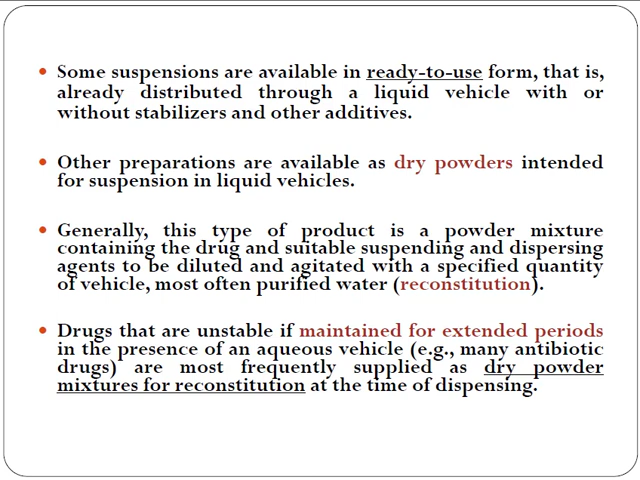 Some suspensions are available in ready-to-use form, that is,
already distributed through a liquid vehicle with or
without stabilizers and other additives.
Other preparations are available as dry powders intended
for suspension in liquid vehicles.
Generally, this type of product is a powder mixture
containing the drug and suitable suspending and dispersing
agents to be diluted and agitated with a specified quantity
of vehicle, most often purified water (reconstitution).
Drugs that are unstable if maintained for extended periods
in the presence of an aqueous vehicle (e.g., many antibiotic
drugs) are most frequently supplied as dry powder
mixtures for reconstitution at the time of dispensing.